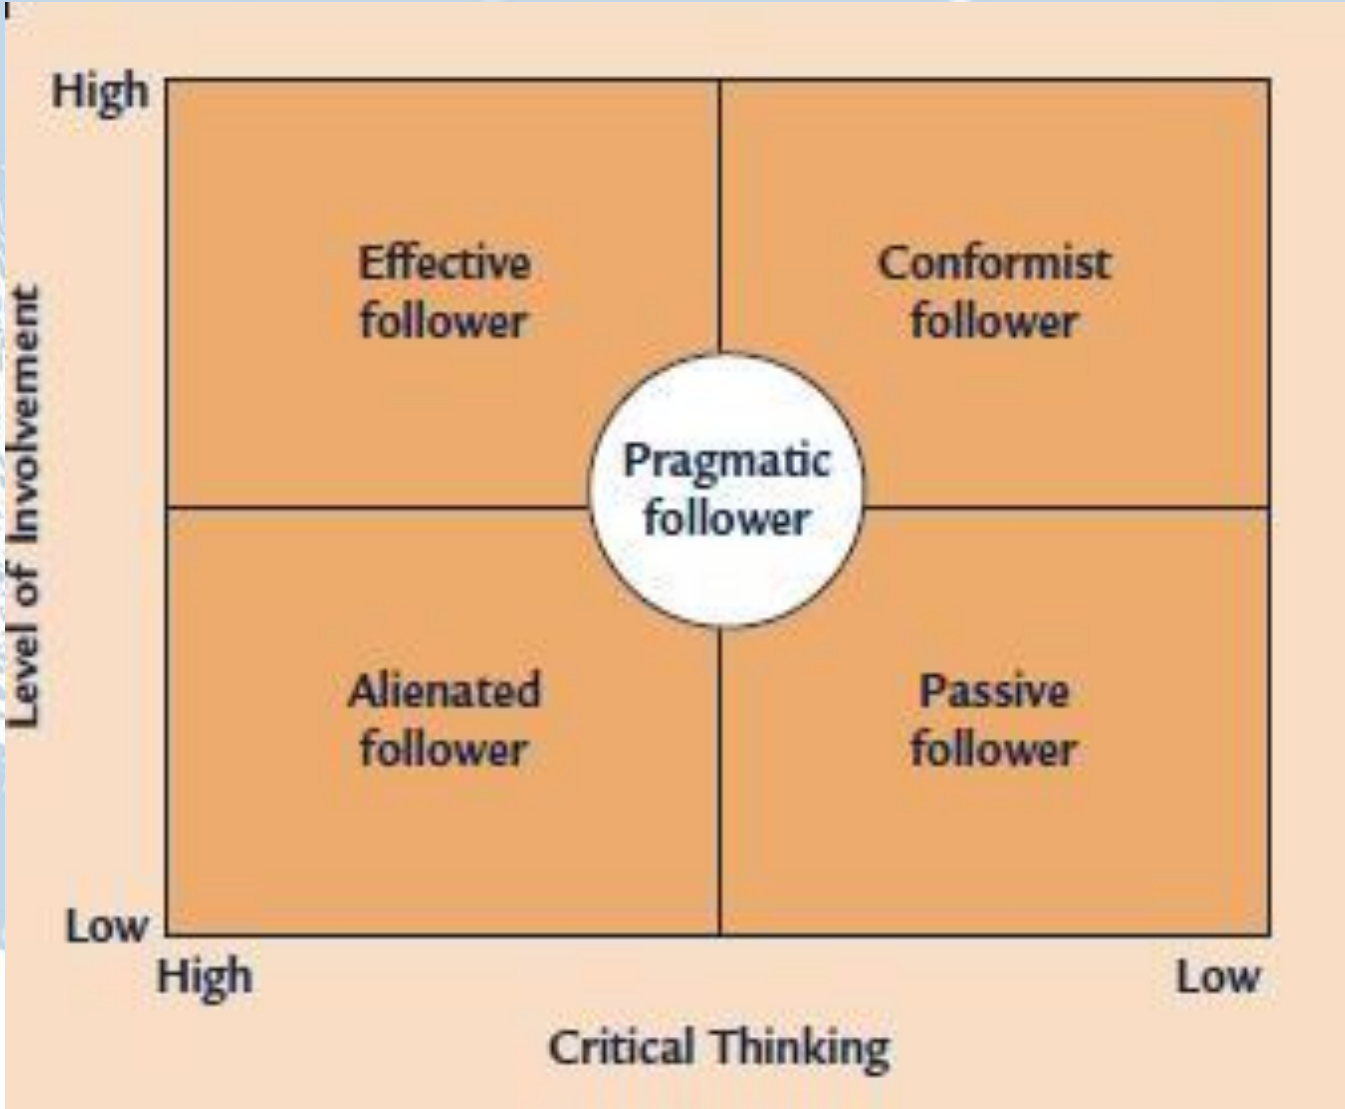 High
Effective
follower
Conformist
follower
Pragmatic
follower
Level of Involvement
Alienated
follower
Passive
follower
Low
High
Low
Critical Thinking